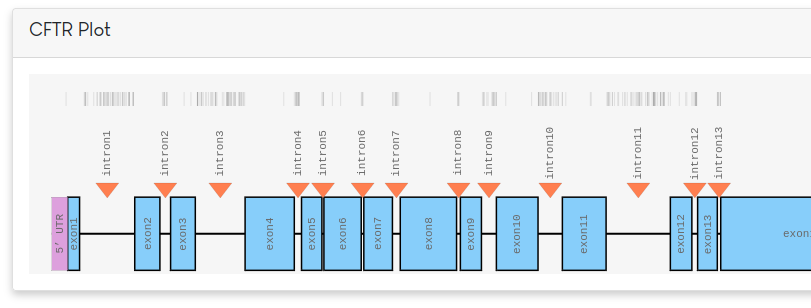 CFTR Plot
intron1
intron2
intron3
intron4
intron5
intron6
intron7
intron8
intron9
intron10
intron11
intron12
intron13
5' UTR
exon1
exon2
exon3
exon4
exon5
exon6
exon7
exon8
exon9
exon10
exon11
exon12
exon13
exon